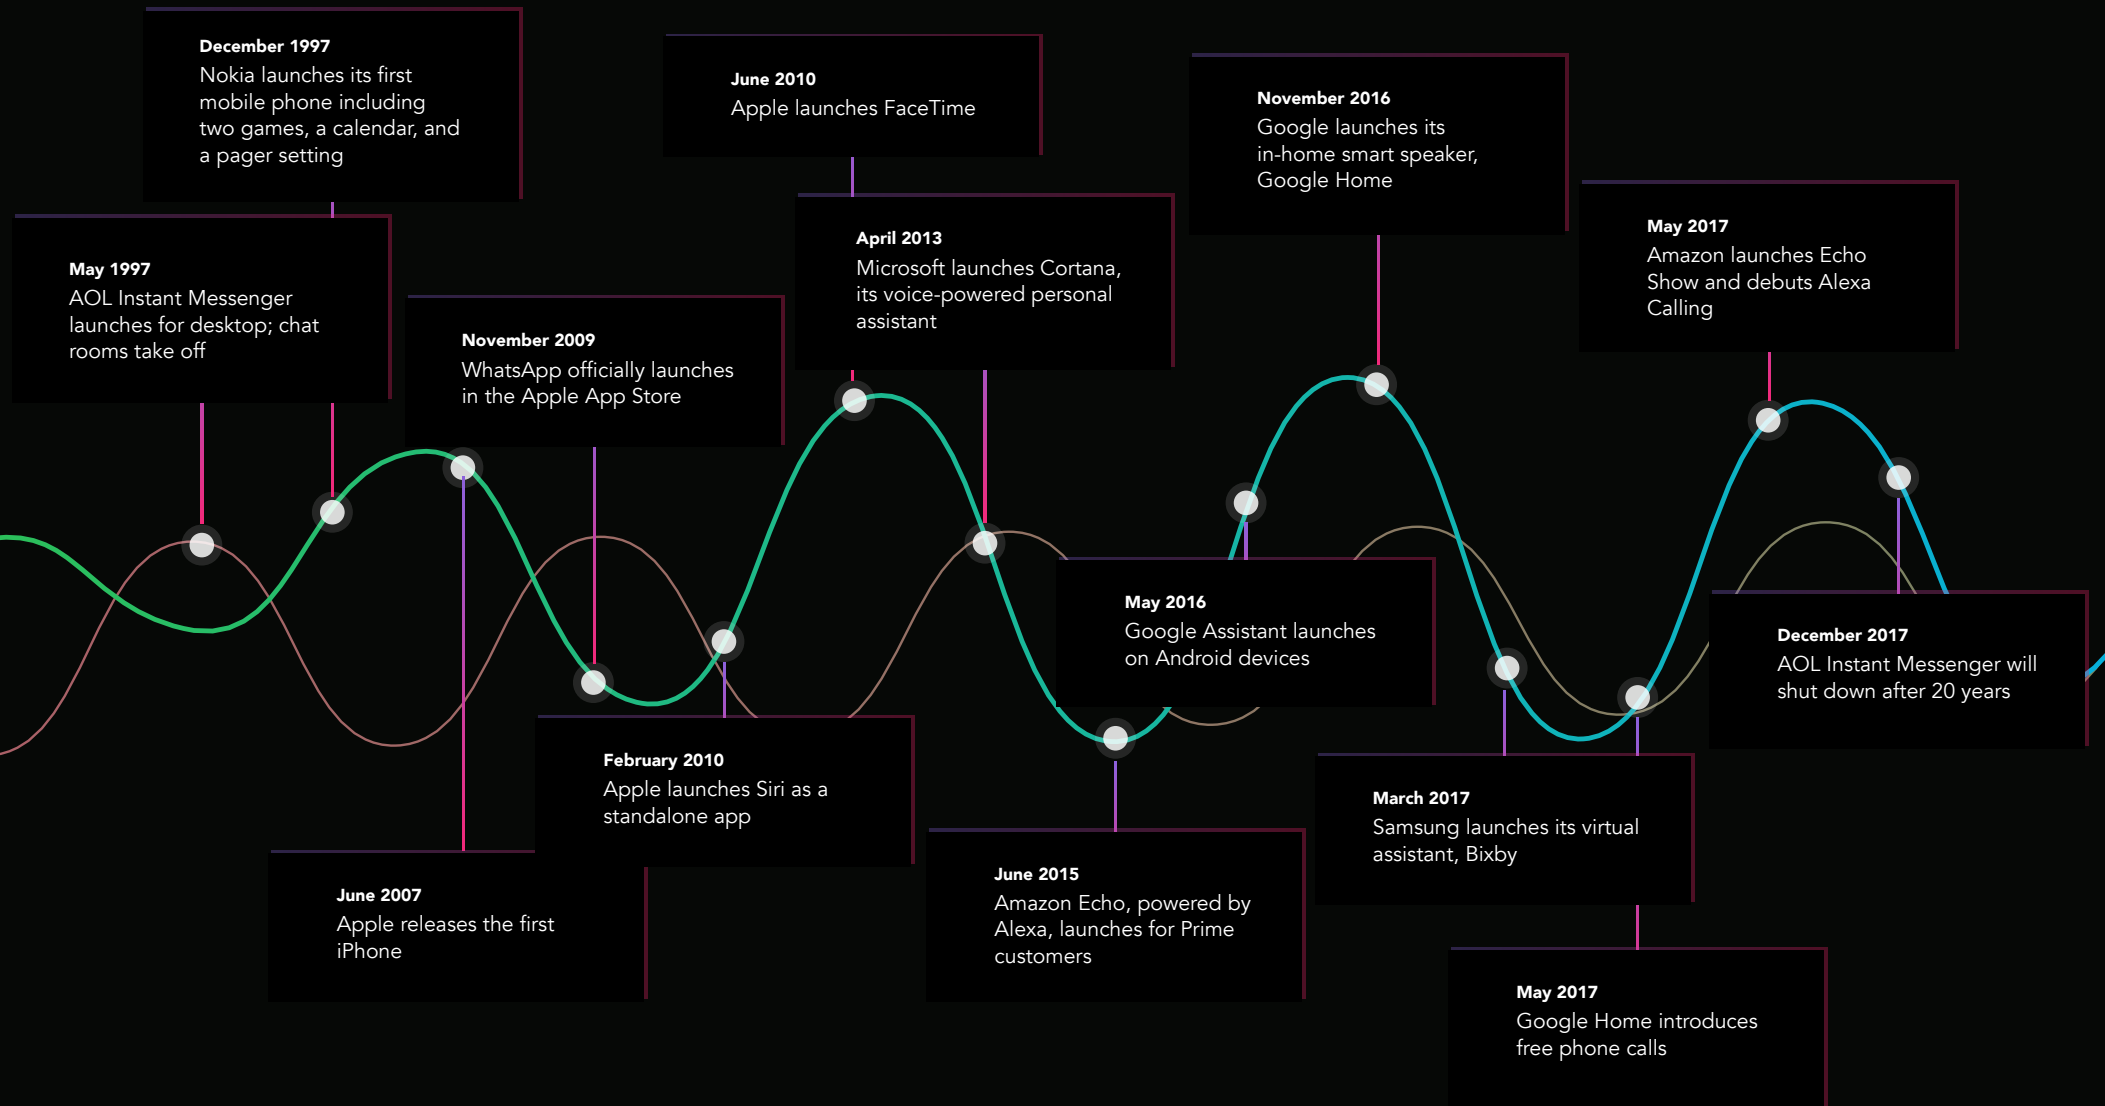 December 1997
Nokia launches its first
mobile phone including
two games, a calendar, and
a pager setting
May 1997
AOL Instant Messenger
launches for desktop; chat
rooms take off
June 2007
Apple releases the first
iPhone
November 2009
WhatsApp officially launches
in the Apple App Store
February 2010
Apple launches Siri as a
standalone app
June 2010
Apple launches FaceTime
April 2013
Microsoft launches Cortana,
its voice-powered personal
assistant
June 2015
Amazon Echo, powered by
Alexa, launches for Prime
customers
May 2016
Google Assistant launches
on Android devices
November 2016
Google launches its
in-home smart speaker,
Google Home
March 2017
Samsung launches its virtual
assistant, Bixby
May 2017
Google Home introduces
free phone calls
May 2017
Amazon launches Echo
Show and debuts Alexa
Calling
December 2017
AOL Instant Messenger will
shut down after 20 years